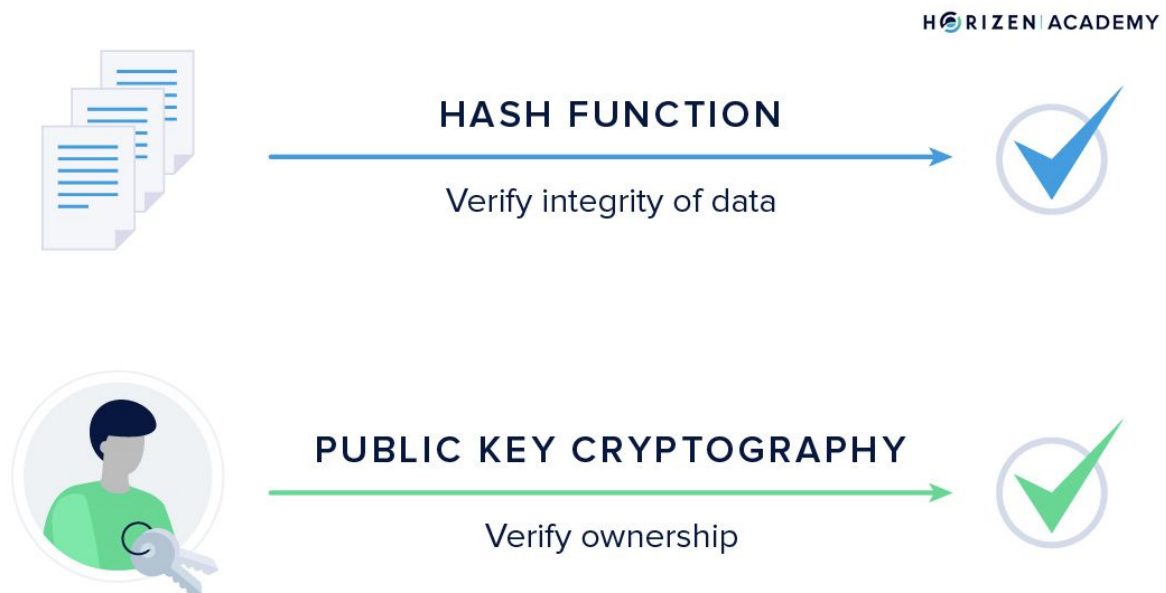 HORIZEN ACADEMY
HASH FUNCTION
Verify integrity of data
PUBLIC KEY CRYPTOGRAPHY
Verify ownership